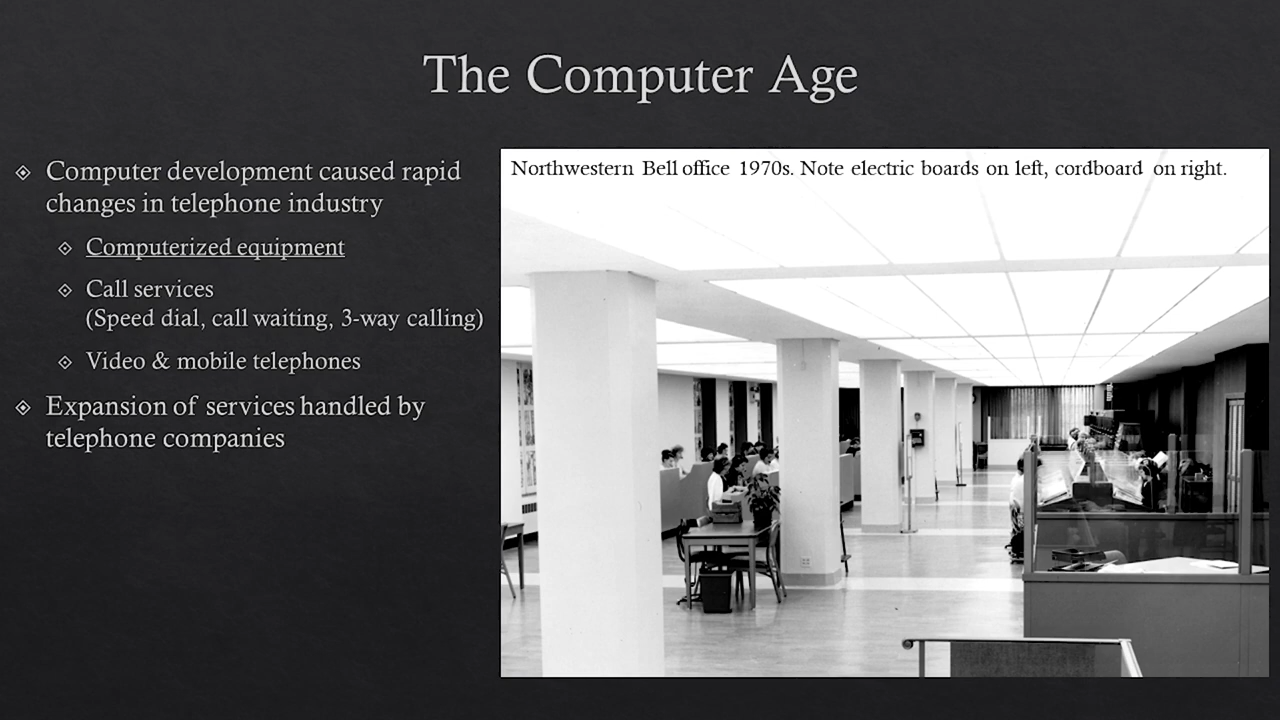 The Computer Age
Computer development caused rapid
changes in telephone industry
Computerized equipment
Call services
(Speed dial, call waiting, 3-way calling)
Video & mobile telephones
Expansion of services handled by
telephone companies
Northwestern Bell office 1970s. Note electric boards on left, cordboard on right.